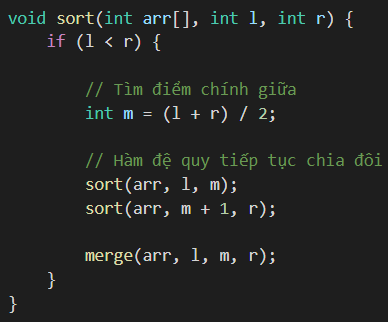 void sort(int arr[], int l, int r) {
if (l < r) {
// Tìm điểm chính giữa
int m = (l + r) / 2;
// Hàm đệ quy tiếp tục chia đôi
sort(arr, l, m);
sort(arr, m + 1, r);
merge(arr, l, m, r);
}
}